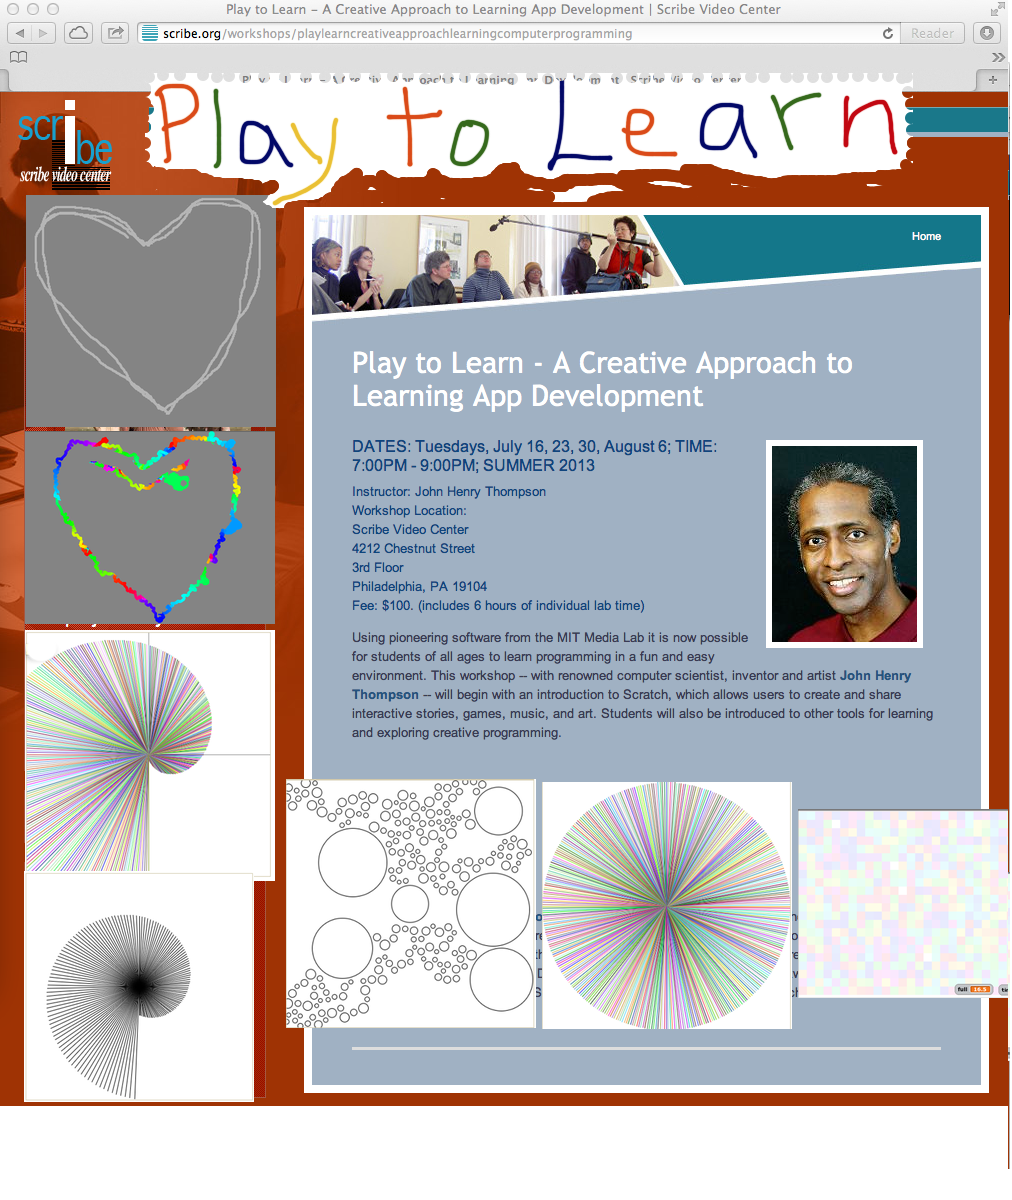 Play to Learn – A Creative Approach to Learning App Development | Scribe Video Center
scribe.org/workshops/playlearncreativeapproachlearningcomputerprogramming
Reader
Play to Learn
scribe
scribe video center
Home
Play to Learn - A Creative Approach to
Learning App Development
DATES: Tuesdays, July 16, 23, 30, August 6; TIME:
7:00PM - 9:00PM; SUMMER 2013
Instructor: John Henry Thompson
Workshop Location:
Scribe Video Center
4212 Chestnut Street
3rd Floor
Philadelphia, PA 19104
Fee: $100. (includes 6 hours of individual lab time)
Using pioneering software from the MIT Media Lab it is now possible
for students of all ages to learn programming in a fun and easy
environment. This workshop -- with renowned computer scientist, inventor and artist John Henry
Thompson -- will begin with an introduction to Scratch, which allows users to create and share
interactive stories, games, music, and art. Students will also be introduced to other tools for learning
and exploring creative programming.
full 16.5